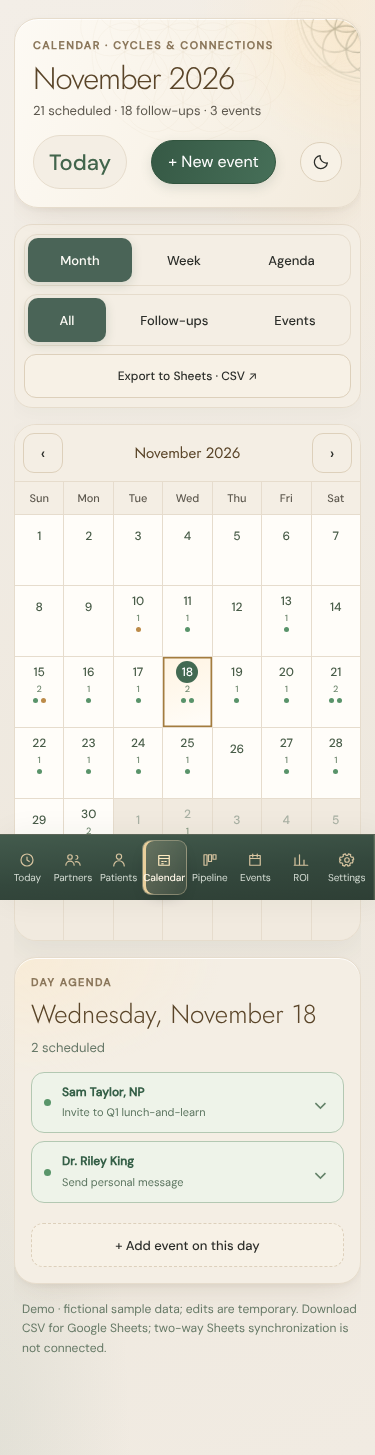 CALENDAR · CYCLES & CONNECTIONS
November 2026
21 scheduled · 18 follow-ups · 3 events
Today + New event
Month Week Agenda
All Follow-ups Events
Export to Sheets · CSV ↗
‹ November 2026 ›
Sun Mon Tue Wed Thu Fri Sat
1 2 3 4 5 6 7
8 9 10 11 12 13 14
1 1 1
15 16 17 18 19 20 21
2 1 1 2 1 1 2
22 23 24 25 26 27 28
1 1 1 1 1 1
29 30 1 2 3 4 5
2 1
Today Partners Patients Calendar Pipeline Events ROI Settings
DAY AGENDA
Wednesday, November 18
2 scheduled
Sam Taylor, NP
Invite to Q1 lunch-and-learn
Dr. Riley King
Send personal message
+ Add event on this day
Demo · fictional sample data; edits are temporary. Download
CSV for Google Sheets; two-way Sheets synchronization is
not connected.